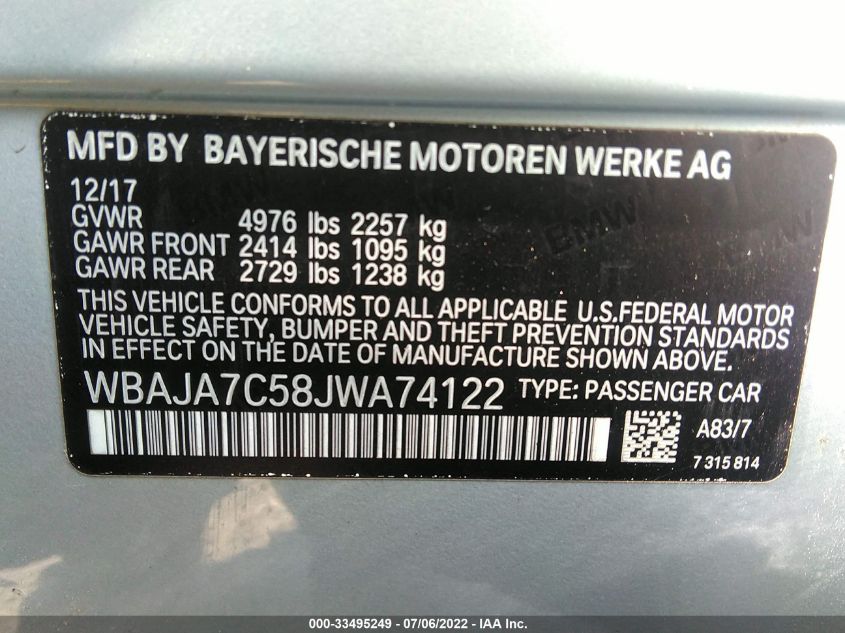 MFD BY BAYERISCHE MOTOREN WERKE AG
12/17
GVWR 4976 lbs 2257 kg
GAWR FRONT 2414 lbs 1095 kg
GAWR REAR 2729 lbs 1238 kg
THIS VEHICLE CONFORMS TO ALL APPLICABLE U.S.FEDERAL MOTOR
VEHICLE SAFETY, BUMPER AND THEFT PREVENTION STANDARDS
IN EFFECT ON THE DATE OF MANUFACTURE SHOWN ABOVE.
WBAJA7C58JWA74122 TYPE: PASSENGER CAR
A83/7
7 315 814
BMW
000-33495249 - 07/06/2022 - IAA Inc.